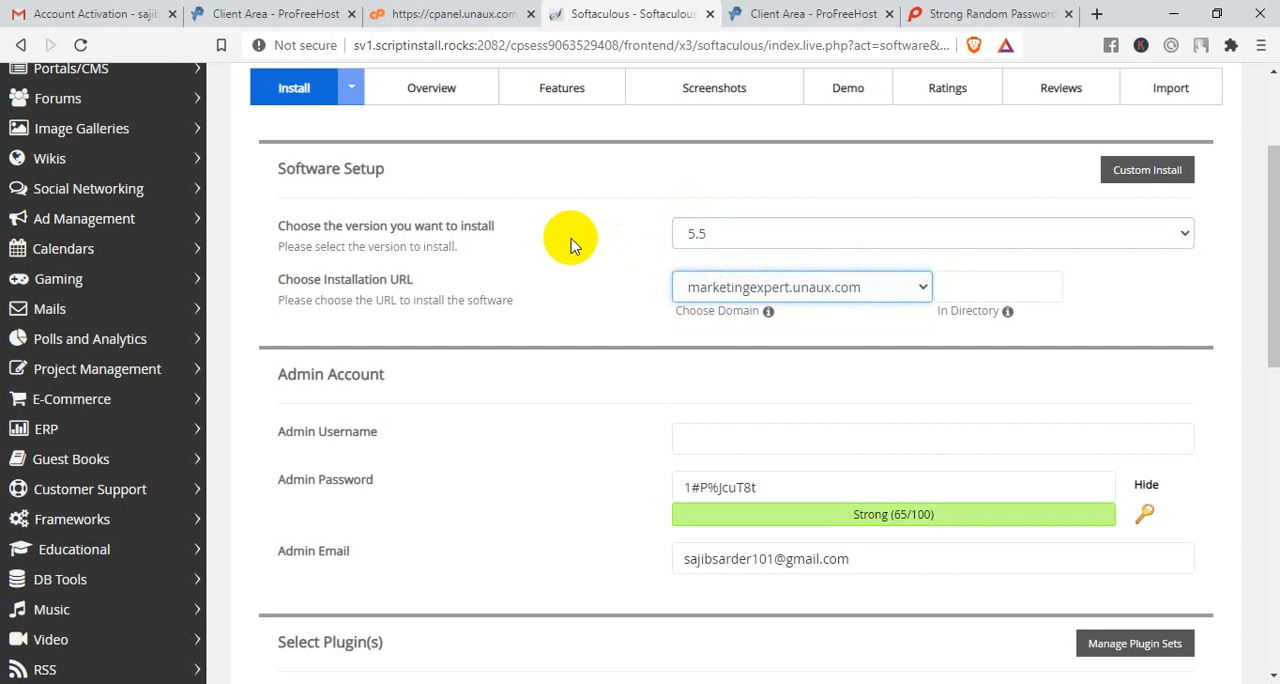 Account Activation - sajib
Client Area - ProFreeHost
https://cpanel.unaux.com
Softaculous - Softaculous
Client Area - ProFreeHost
Strong Random Password
Not secure
sv1.scriptinstall.rocks:2082/cpsess9063529408/frontend/x3/softaculous/index.live.php?act=software&...
Portals/CMS
Forums
Image Galleries
Wikis
Social Networking
Ad Management
Calendars
Gaming
Mails
Polls and Analytics
Project Management
E-Commerce
ERP
Guest Books
Customer Support
Frameworks
Educational
DB Tools
Music
Video
RSS
Install
Overview
Features
Screenshots
Demo
Ratings
Reviews
Import
Software Setup
Custom Install
Choose the version you want to install
Please select the version to install.
5.5
Choose Installation URL
Please choose the URL to install the software
marketingexpert.unaux.com
Choose Domain
In Directory
Admin Account
Admin Username
Admin Password
1#P%JcuT8t
Hide
Strong (65/100)
Admin Email
sajibsarder101@gmail.com
Select Plugin(s)
Manage Plugin Sets